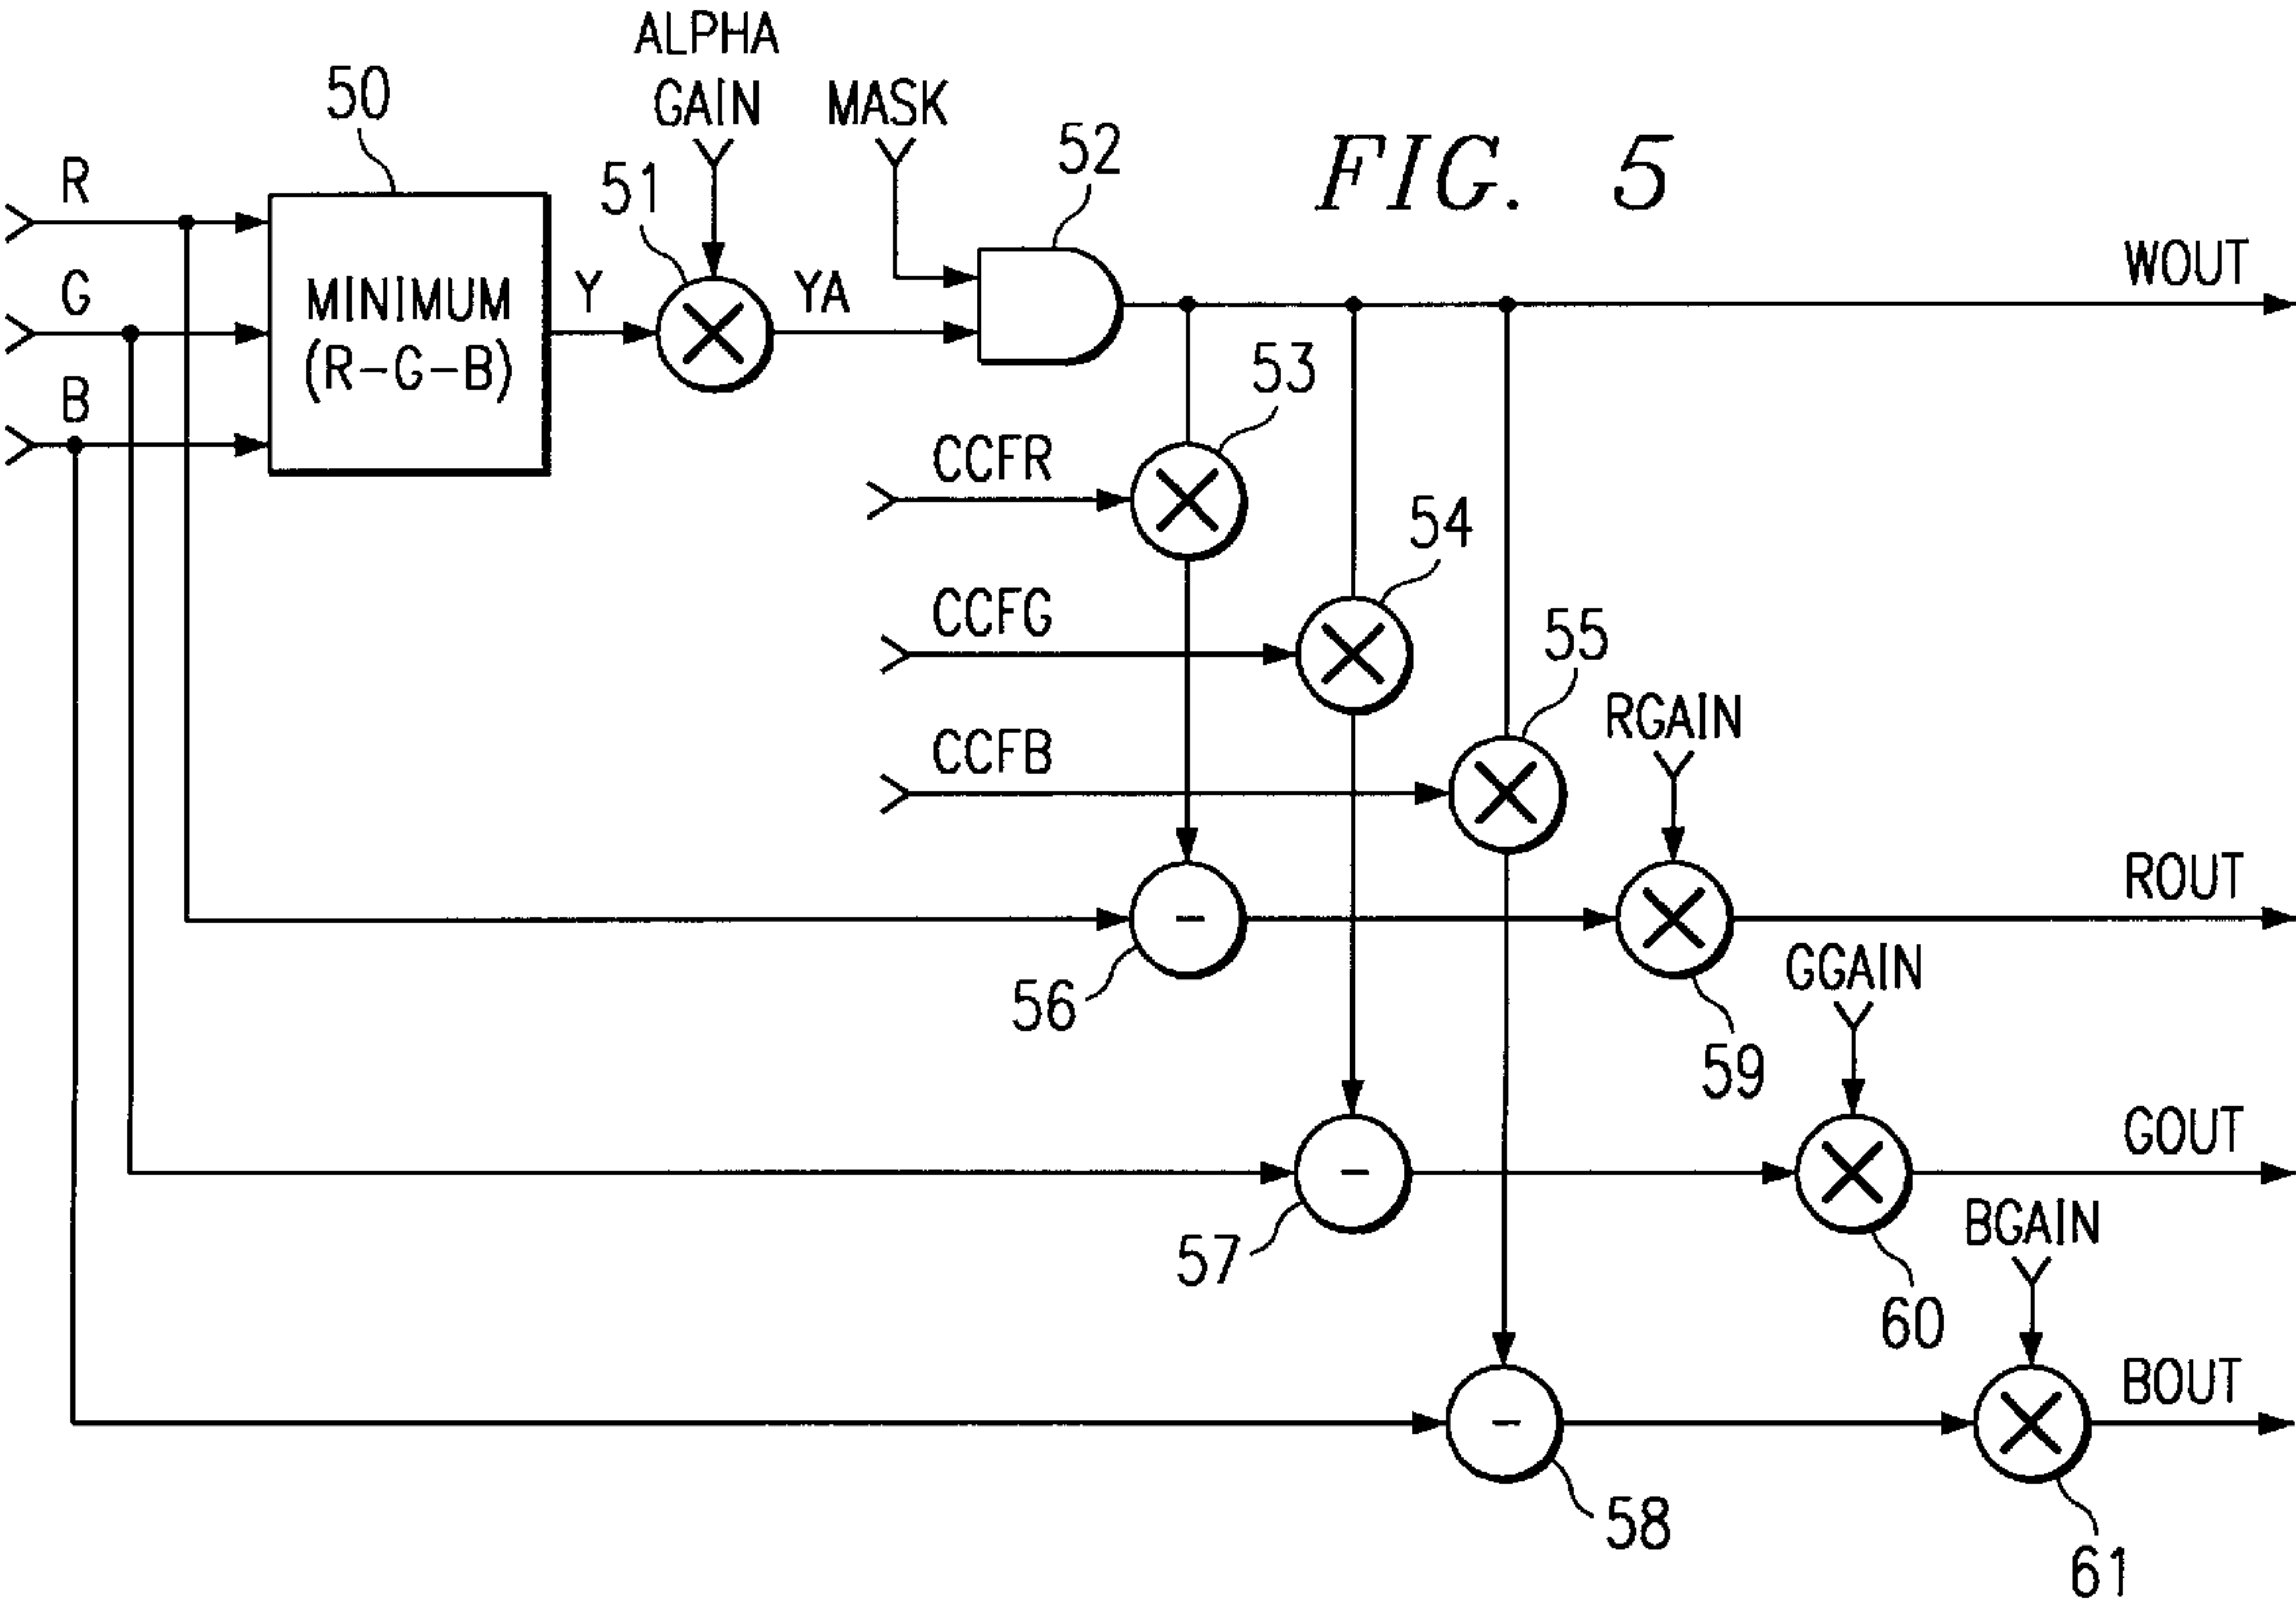 ALPHA
GAIN
MASK
50
51
52
FIG. 5
R
G
B
MINIMUM
(R-G-B)
Y
YA
WOUT
53
CCFR
54
CCFG
55
CCFB
RGAIN
ROUT
56
GGAIN
59
GOUT
57
BGAIN
60
BOUT
58
61